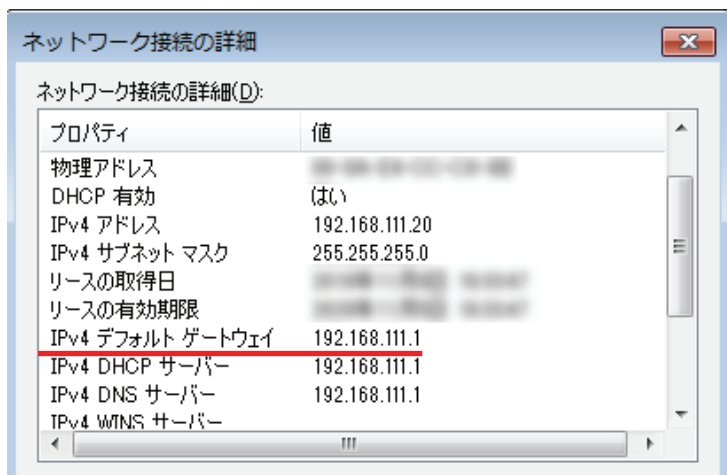 ネットワーク接続の詳細
ネットワーク接続の詳細(D):
プロパティ 値
物理アドレス
DHCP 有効 はい
IPv4 アドレス 192.168.111.20
IPv4 サブネット マスク 255.255.255.0
リースの取得日
リースの有効期限
IPv4 デフォルト ゲートウェイ 192.168.111.1
IPv4 DHCP サーバー 192.168.111.1
IPv4 DNS サーバー 192.168.111.1
IPv4 WINS サーバー